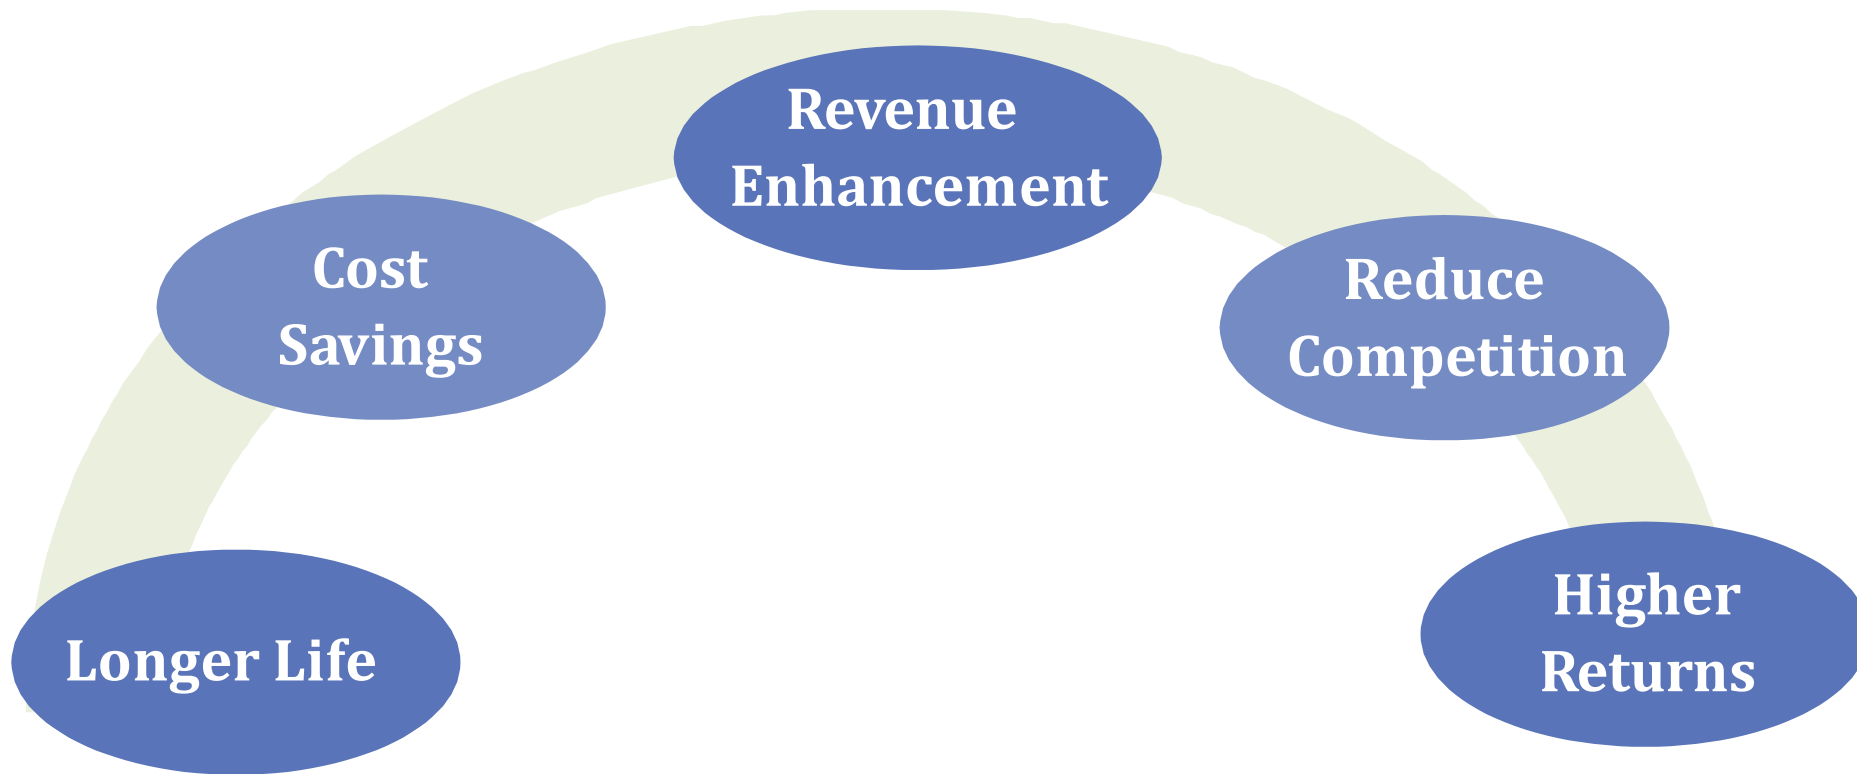 Longer Life
Cost
Savings
Revenue
Enhancement
Reduce
Competition
Higher
Returns